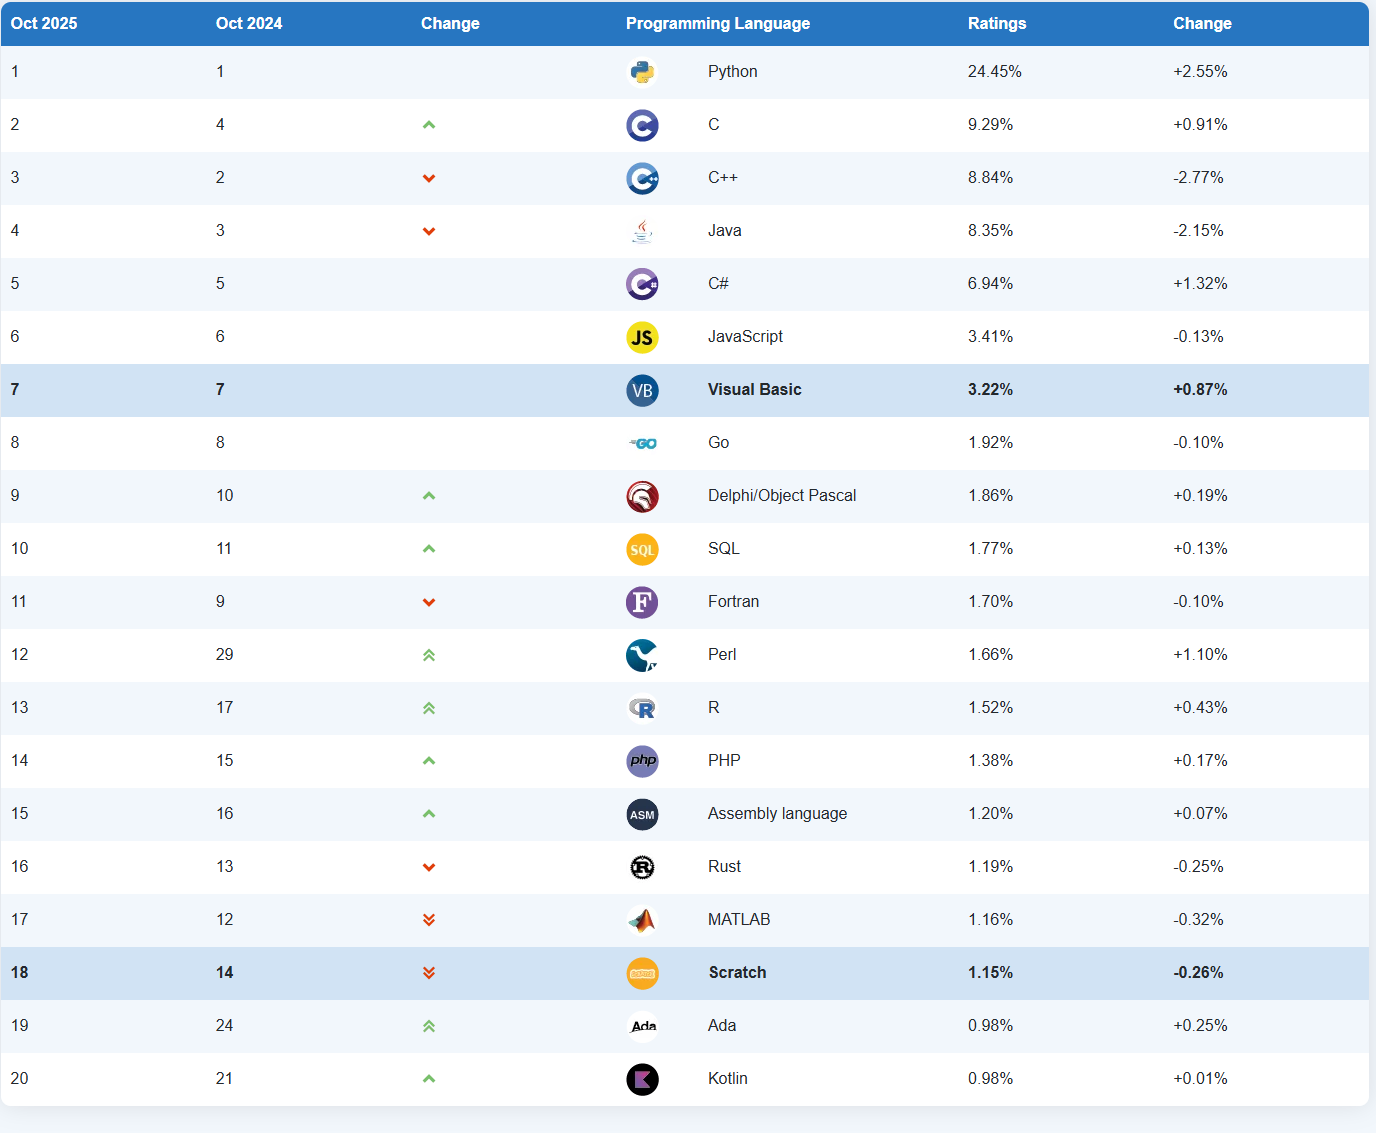 Oct 2025 Oct 2024 Change Programming Language Ratings Change
1 1 Python 24.45% +2.55%
2 4 C 9.29% +0.91%
3 2 C++ 8.84% -2.77%
4 3 Java 8.35% -2.15%
5 5 C# 6.94% +1.32%
6 6 JS JavaScript 3.41% -0.13%
7 7 VB Visual Basic 3.22% +0.87%
8 8 GO Go 1.92% -0.10%
9 10 Delphi/Object Pascal 1.86% +0.19%
10 11 SQL SQL 1.77% +0.13%
11 9 F Fortran 1.70% -0.10%
12 29 Perl 1.66% +1.10%
13 17 R R 1.52% +0.43%
14 15 php PHP 1.38% +0.17%
15 16 ASM Assembly language 1.20% +0.07%
16 13 R Rust 1.19% -0.25%
17 12 MATLAB 1.16% -0.32%
18 14 Scratch 1.15% -0.26%
19 24 Ada Ada 0.98% +0.25%
20 21 Kotlin 0.98% +0.01%